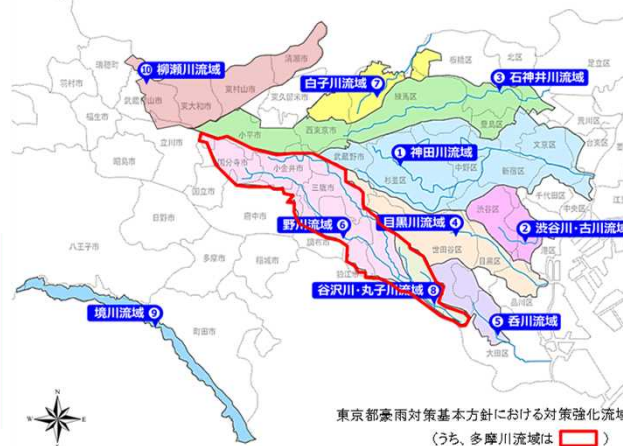 ⑩ 柳瀬川流域
清瀬市
瑞穂町
羽村市
武蔵村山市
東村山市
東大和市
東久留米市
福生市
立川市
昭島市
小平市
西東京市
白子川流域 ⑦
板橋区
北区
足立区
③ 石神井川流域
練馬区
豊島区
荒川区
台東区
文京区
① 神田川流域
武蔵野市
杉並区
中野区
新宿区
千代田区
中央区
国分寺市
小金井市
国立市
三鷹市
府中市
日野市
渋谷区
② 渋谷川・古川流域
港区
野川流域 ⑥
調布市
目黒川流域 ④
世田谷区
目黒区
八王子市
多摩市
稲城市
狛江市
谷沢川・丸子川流域 ⑧
品川区
境川流域 ⑨
町田市
⑤ 呑川流域
大田区
N
W
E
S
東京都豪雨対策基本方針における対策強化流域
(うち、多摩川流域は )